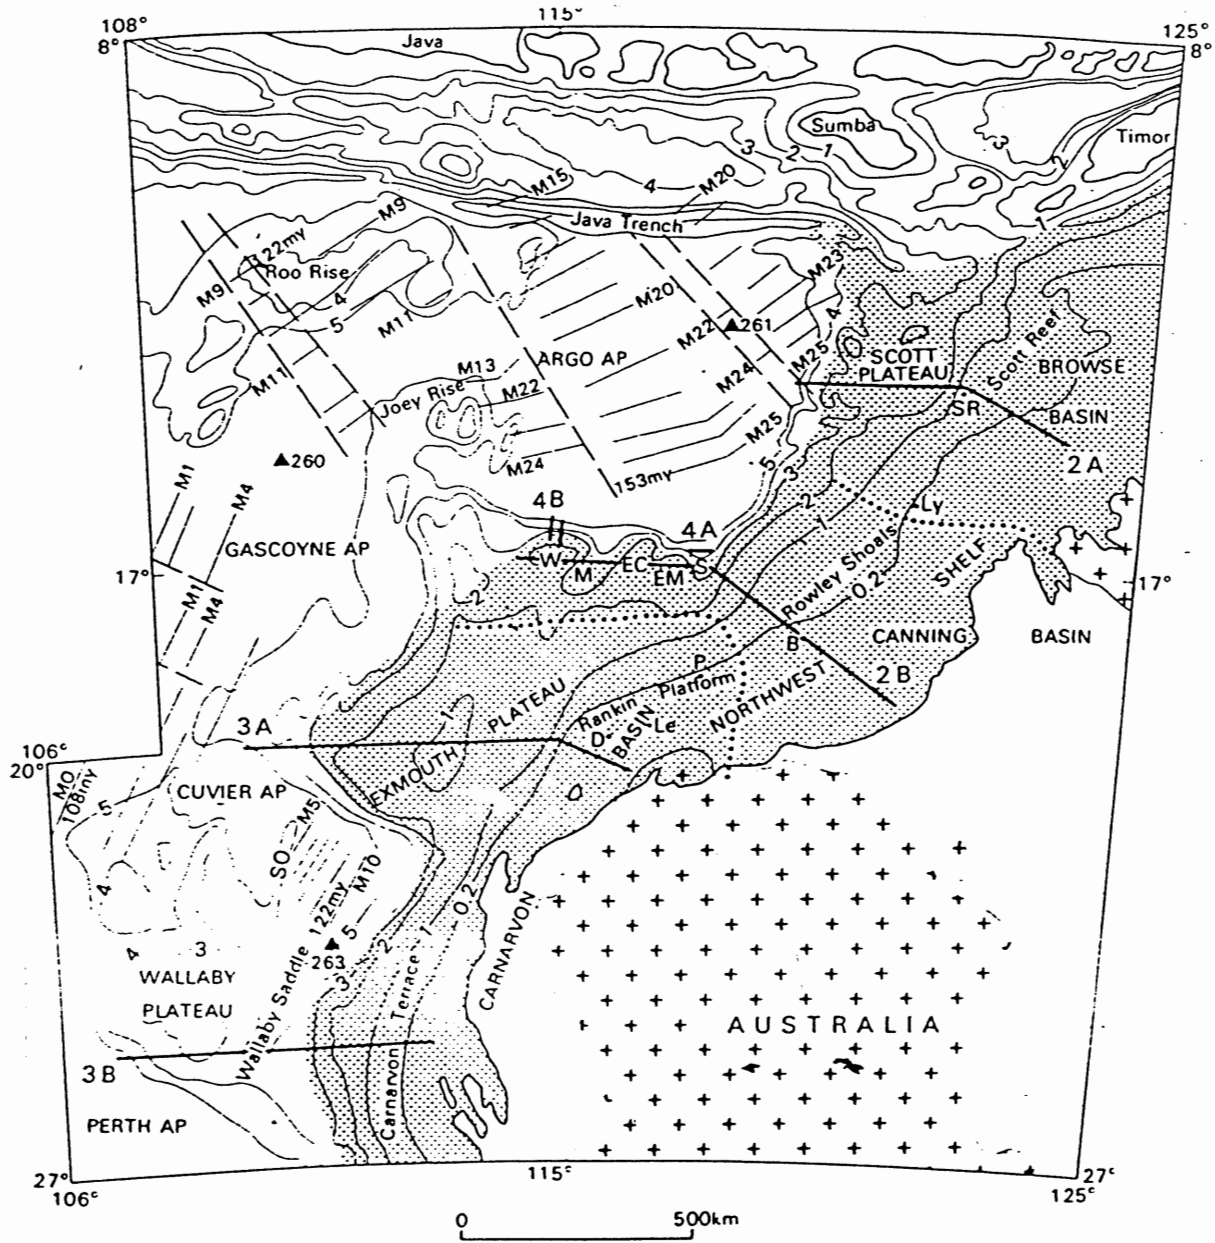 108°
115°
125°
8°
8°
Java
Sumba
Timor
3
2
1
3
2
4
M15
M20
1
Java Trench
M9
122my
Roo Rise
M9
4
5
M11
M11
M20
M23
M22
261
4
M25
M24
ARGO AP
M13
Joey Rise
M22
M24
M25
153my
5
3
2
1
SCOTT
PLATEAU
Scott Reef
BROWSE
SR
BASIN
2A
260
M1
M4
GASCOYNE AP
4B
4A
W
M
EC
EM
S
2
Ly
Rowley Shoals
0.2
SHELF
17°
17°
M1
M4
CANNING
BASIN
B
2B
P
Rankin Platform
NORTHWEST
D
BASIN
Le
PLATEAU
1
EXMOUTH
3A
106°
20°
MO
108my
5
CUVIER AP
M5
SO
M10
122my
5
4
4
3
263
3
2
1
0.2
WALLABY
PLATEAU
Wallaby Saddle
Carnarvon Terrace
CARNARVON
AUSTRALIA
3B
PERTH AP
27°
106°
115°
27°
125°
0
500km